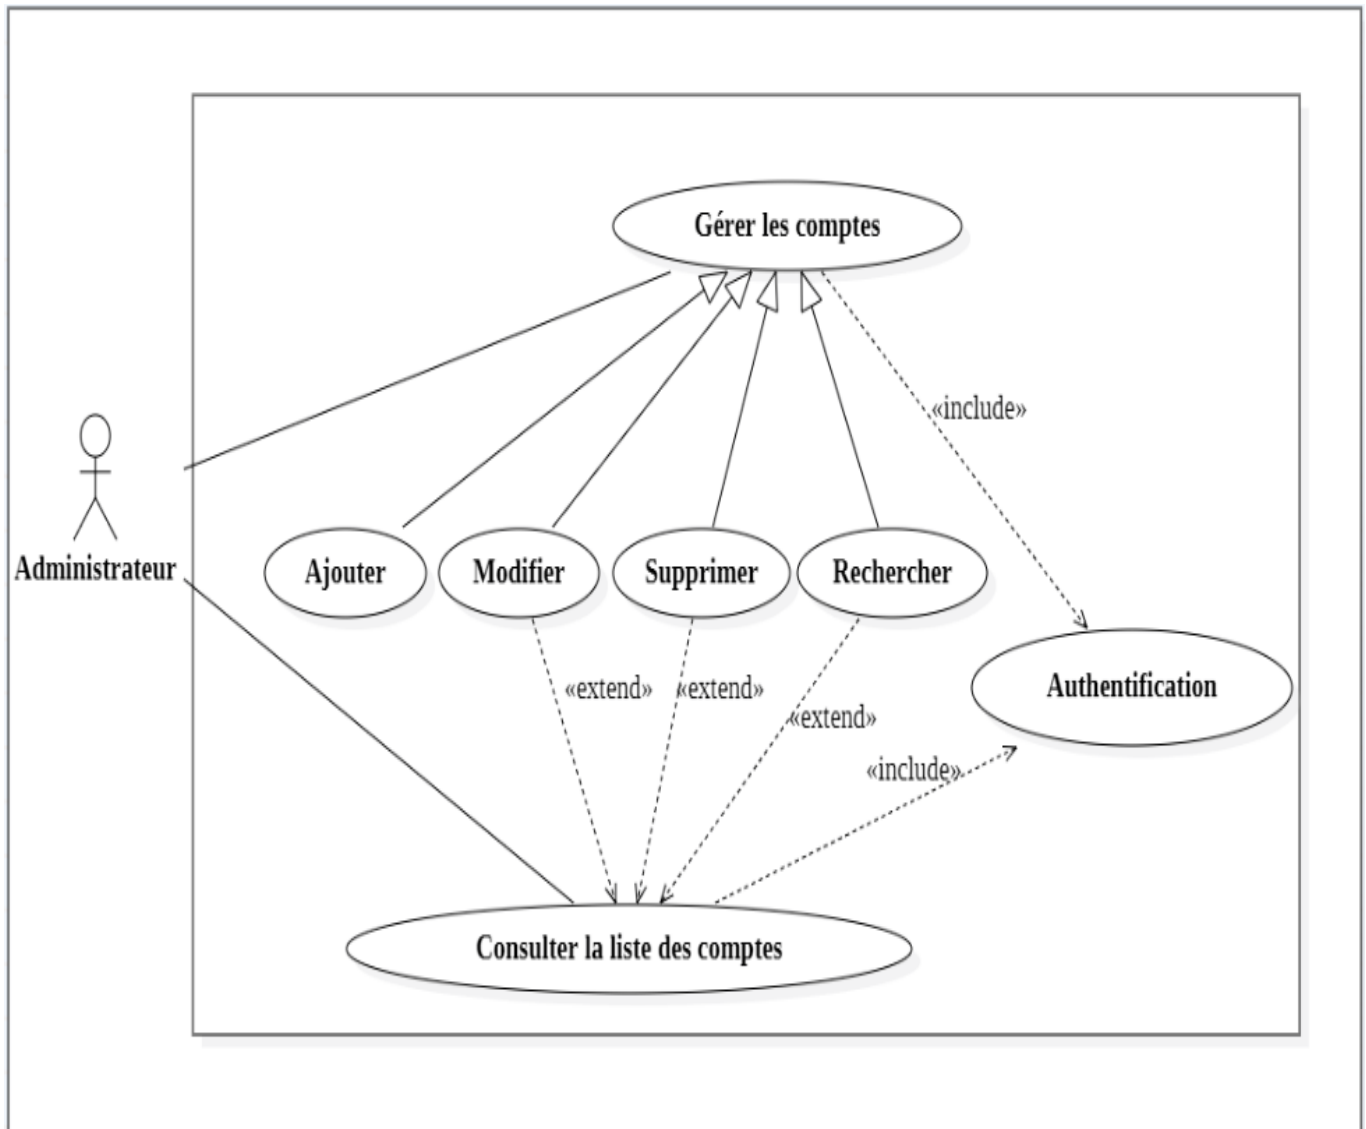 Gérer les comptes
«include»
Administrateur
Ajouter
Modifier
Supprimer
Rechercher
«extend»
«extend»
«extend»
Authentification
«include»
Consulter la liste des comptes